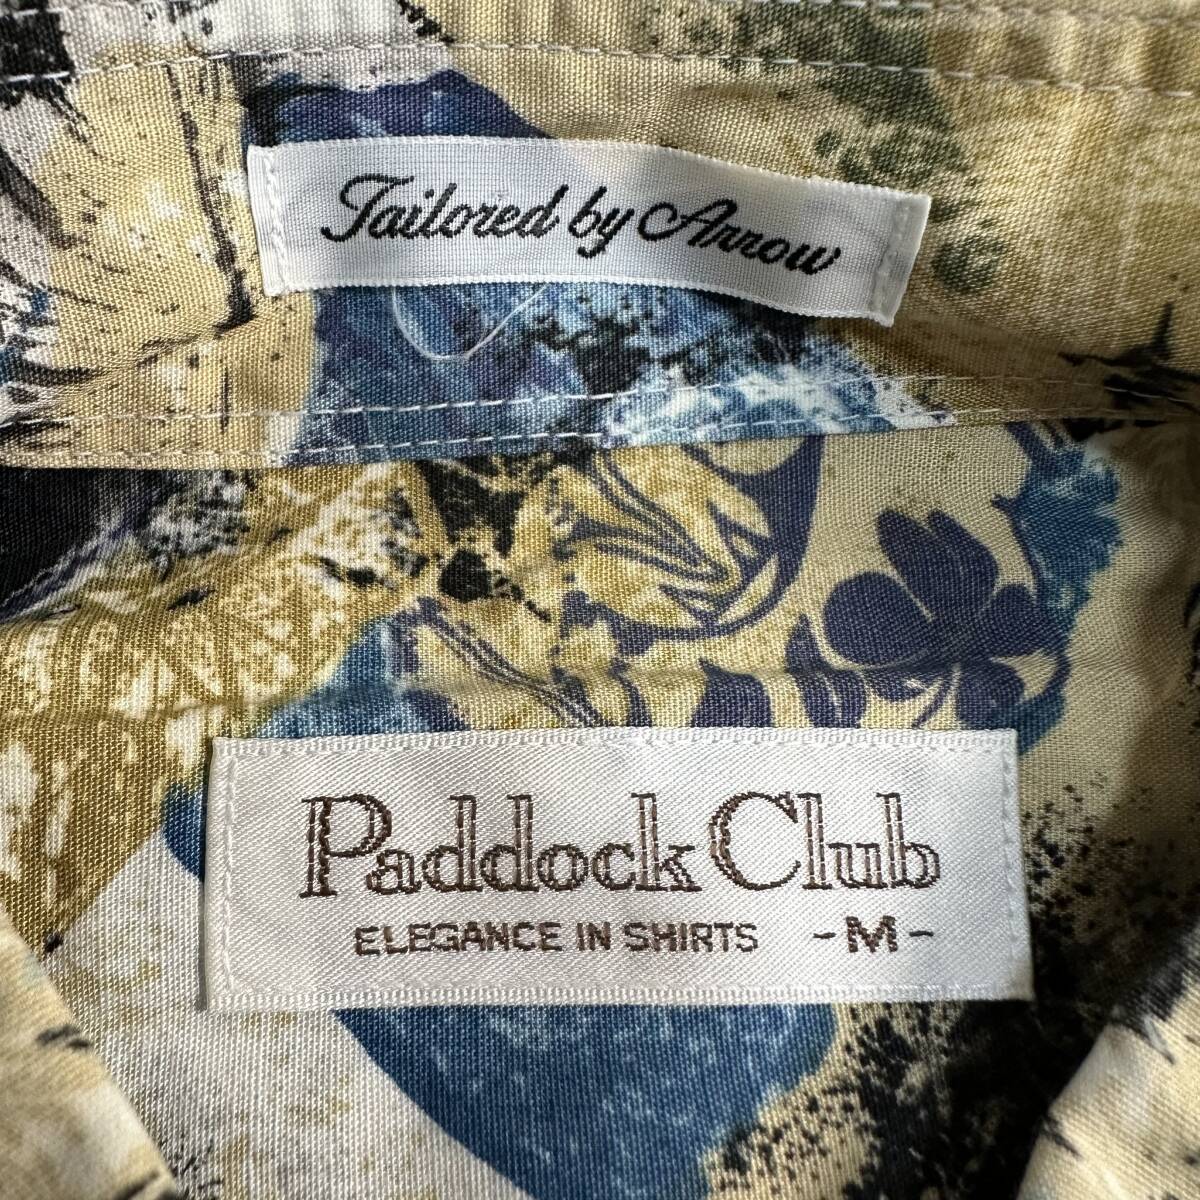 Tailored by Arrow
Paddock Club
ELEGANCE IN SHIRTS -M-